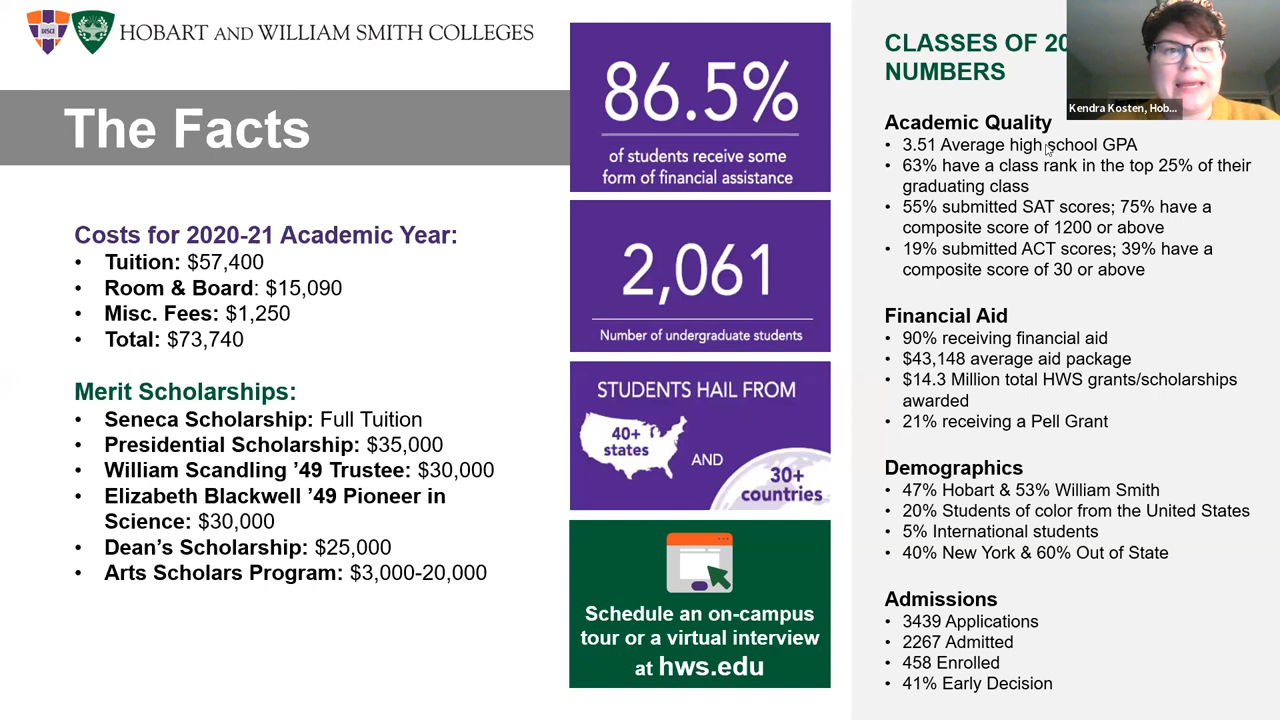 HOBART AND WILLIAM SMITH COLLEGES
The Facts
Costs for 2020-21 Academic Year:
• Tuition: $57,400
• Room & Board: $15,090
• Misc. Fees: $1,250
• Total: $73,740
Merit Scholarships:
• Seneca Scholarship: Full Tuition
• Presidential Scholarship: $35,000
• William Scandling ’49 Trustee: $30,000
• Elizabeth Blackwell ’49 Pioneer in
Science: $30,000
• Dean’s Scholarship: $25,000
• Arts Scholars Program: $3,000-20,000
86.5%
of students receive some
form of financial assistance
2,061
Number of undergraduate students
STUDENTS HAIL FROM
40+
states
AND
30+
countries
Schedule an on-campus
tour or a virtual interview
at hws.edu
CLASSES OF 20
NUMBERS
Kendra Kosten, Hob...
Academic Quality
• 3.51 Average high school GPA
• 63% have a class rank in the top 25% of their
graduating class
• 55% submitted SAT scores; 75% have a
composite score of 1200 or above
• 19% submitted ACT scores; 39% have a
composite score of 30 or above
Financial Aid
• 90% receiving financial aid
• $43,148 average aid package
• $14.3 Million total HWS grants/scholarships
awarded
• 21% receiving a Pell Grant
Demographics
• 47% Hobart & 53% William Smith
• 20% Students of color from the United States
• 5% International students
• 40% New York & 60% Out of State
Admissions
• 3439 Applications
• 2267 Admitted
• 458 Enrolled
• 41% Early Decision